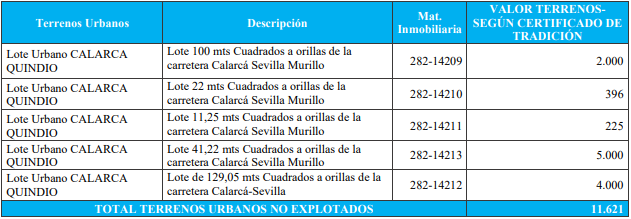 Terrenos Urbanos Descripción Mat. Inmobiliaria VALOR TERRENOS- SEGÚN CERTIFICADO DE TRADICIÓN
Lote Urbano CALARCA QUINDIO Lote 100 mts Cuadrados a orillas de la carretera Calarcá Sevilla Murillo 282-14209 2.000
Lote Urbano CALARCA QUINDIO Lote 22 mts Cuadrados a orillas de la carretera Calarcá Sevilla Murillo 282-14210 396
Lote Urbano CALARCA QUINDIO Lote 11,25 mts Cuadrados a orillas de la carretera Calarcá Sevilla Murillo 282-14211 225
Lote Urbano CALARCA QUINDIO Lote 41,22 mts Cuadrados a orillas de la carretera Calarcá Sevilla Murillo 282-14213 5.000
Lote Urbano CALARCA QUINDIO Lote de 129,05 mts Cuadrados a orillas de la carretera Calarcá-Sevilla 282-14212 4.000
TOTAL TERRENOS URBANOS NO EXPLOTADOS 11.621